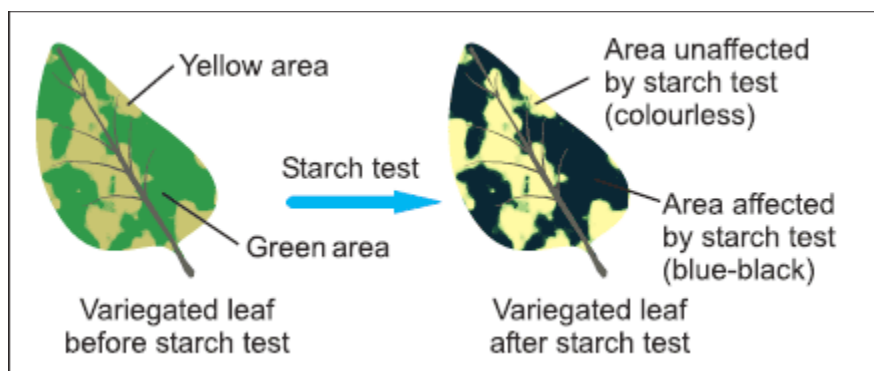 Yellow area
Green area
Variegated leaf
before starch test
Starch test
Area unaffected
by starch test
(colourless)
Area affected
by starch test
(blue-black)
Variegated leaf
after starch test